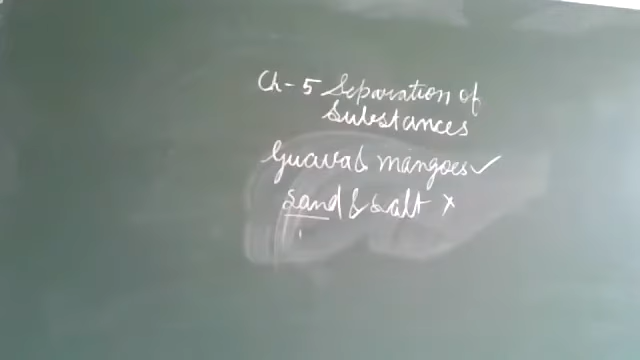 Ch - 5 Separation of
Substances
Guava & mangoes ✓
Sand & Salt x